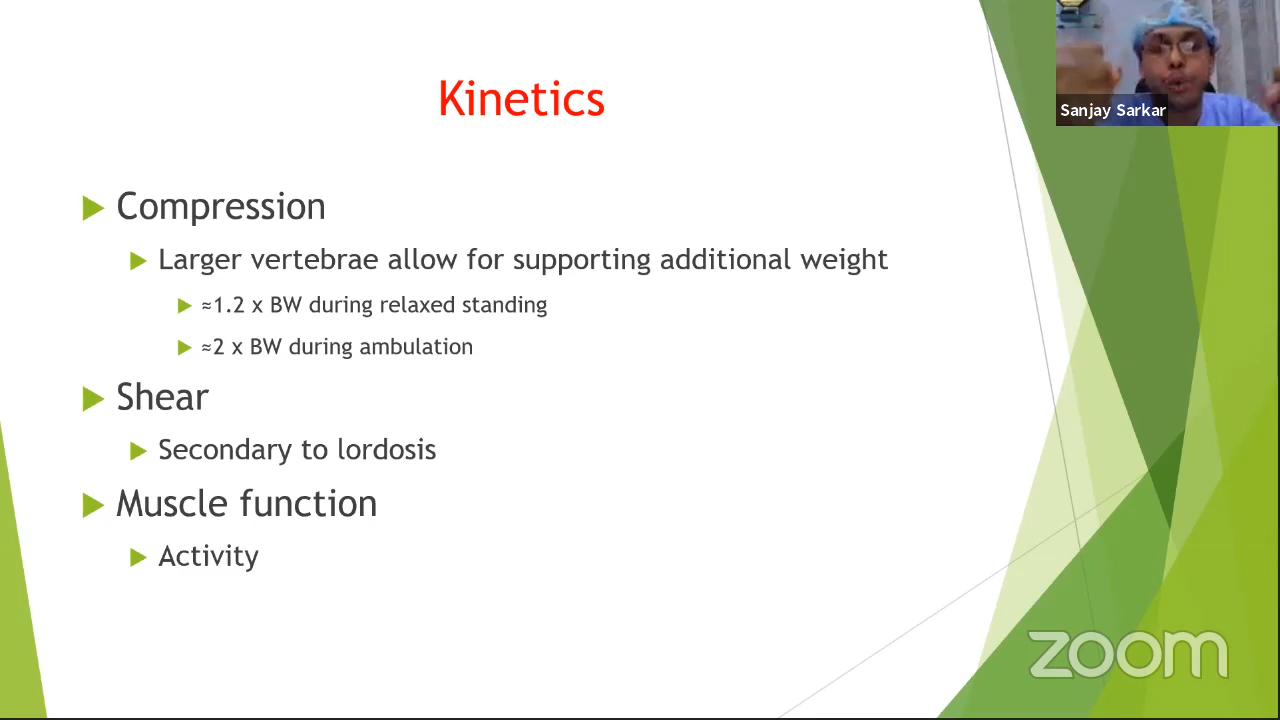 Kinetics
Sanjay Sarkar
Compression
Larger vertebrae allow for supporting additional weight
≈1.2 x BW during relaxed standing
≈2 x BW during ambulation
Shear
Secondary to lordosis
Muscle function
Activity
zoom